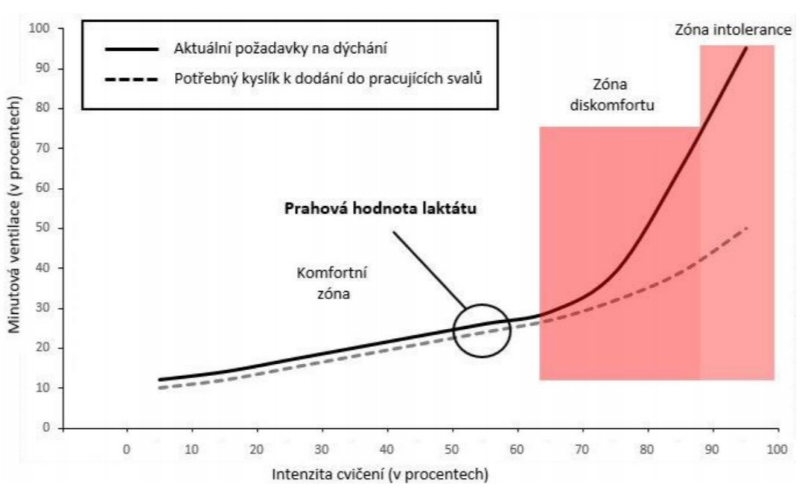 Zóna intolerance
Aktuální požadavky na dýchání
Potřebný kyslík k dodání do pracujících svalů
Zóna
diskomfortu
Prahová hodnota laktátu
Komfortní
zóna
Minutová ventilace (v procentech)
100
90
80
70
60
50
40
30
20
10
0
0 10 20 30 40 50 60 70 80 90 100
Intenzita cvičení (v procentech)